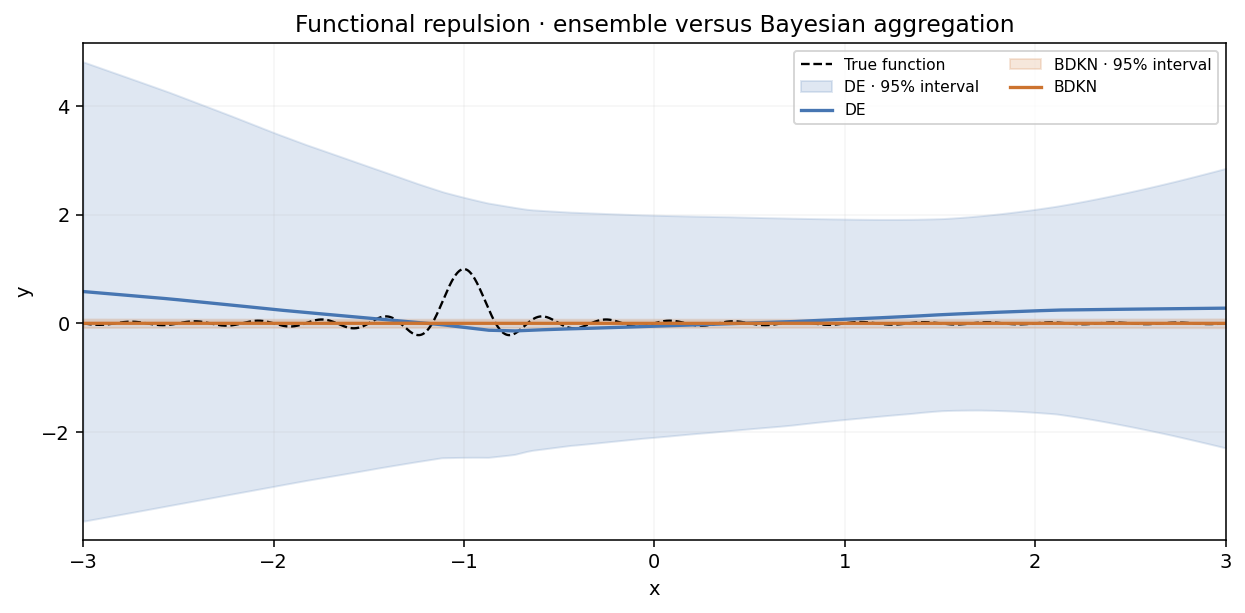 Functional repulsion · ensemble versus Bayesian aggregation
True function
DE · 95% interval
DE
BDKN · 95% interval
BDKN
y
4
2
0
−2
−3
−2
−1
0
1
2
3
x